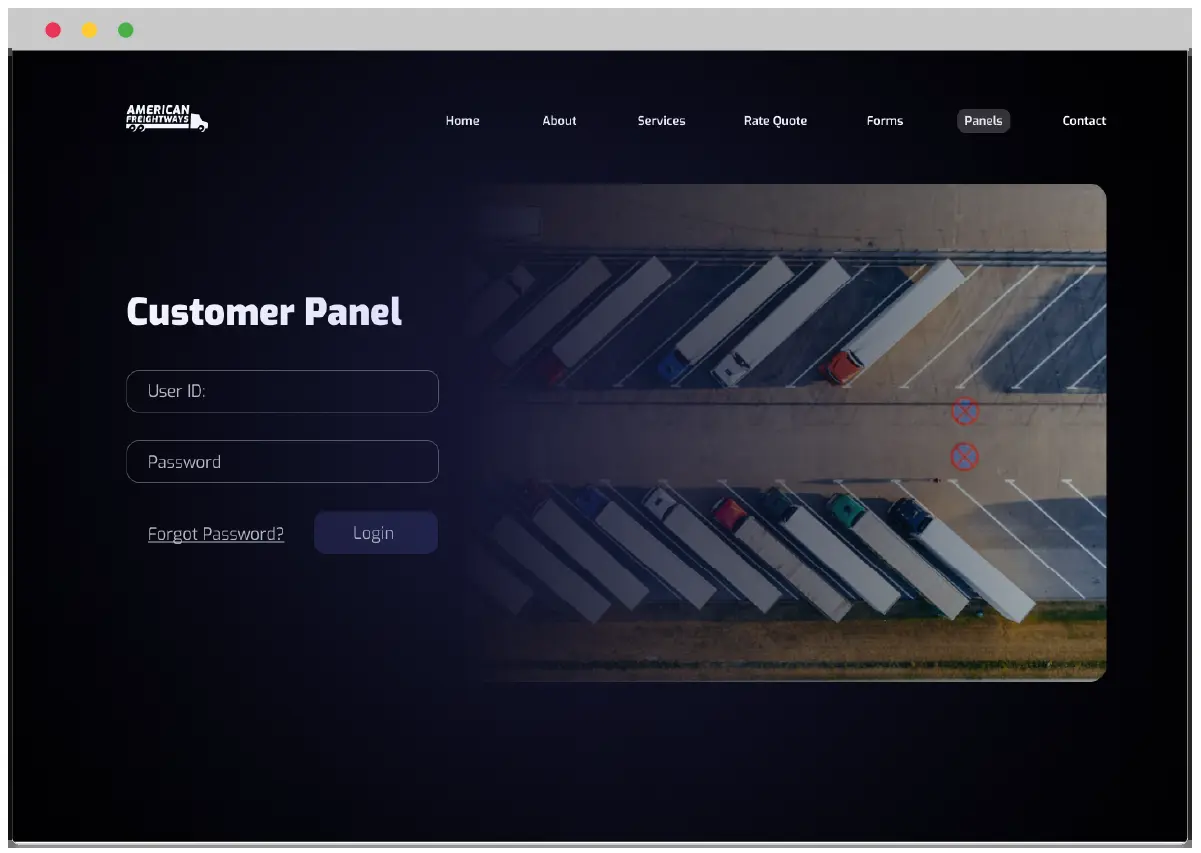 AMERICAN
FREIGHTWAYS
Home About Services Rate Quote Forms Panels Contact
Customer Panel
User ID:
Password
Forgot Password? Login